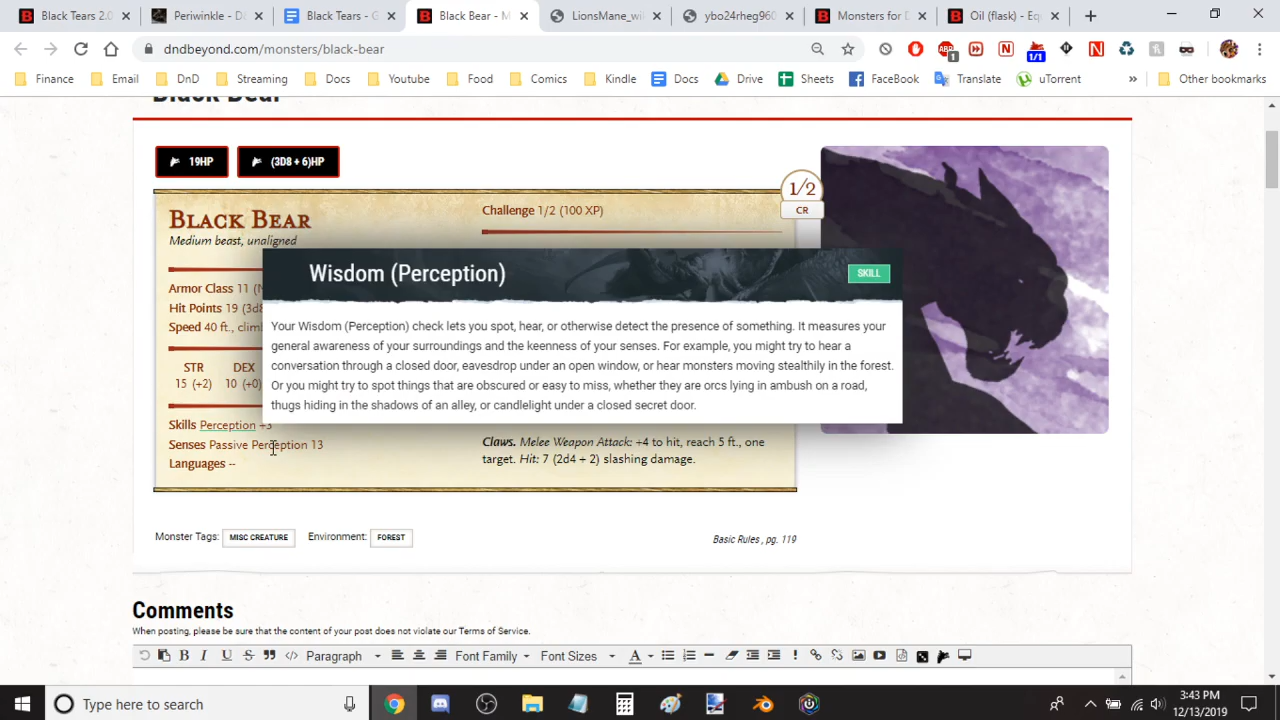 Black Tears 2.0
Periwinkle - D
Black Tears - G
Black Bear - M
LionsMane_wi
ybo24rheg960
Monsters for D
Oil (flask) - Eq
dndbeyond.com/monsters/black-bear
ABP
1
1/1
Finance
Email
DnD
Streaming
Docs
Youtube
Food
Comics
Kindle
Docs
Drive
Sheets
FaceBook
Translate
uTorrent
»
Other bookmarks
Black Bear
19HP
(3D8 + 6)HP
1/2
CR
Black Bear
Medium beast, unaligned
Challenge 1/2 (100 XP)
Armor Class 11 (N
Hit Points 19 (3d8
Speed 40 ft., climb
STR
DEX
15 (+2)
10 (+0)
Wisdom (Perception)
SKILL
Your Wisdom (Perception) check lets you spot, hear, or otherwise detect the presence of something. It measures your
general awareness of your surroundings and the keenness of your senses. For example, you might try to hear a
conversation through a closed door, eavesdrop under an open window, or hear monsters moving stealthily in the forest.
Or you might try to spot things that are obscured or easy to miss, whether they are orcs lying in ambush on a road,
thugs hiding in the shadows of an alley, or candlelight under a closed secret door.
Skills Perception +3
Senses Passive Perception 13
Languages --
Claws. Melee Weapon Attack: +4 to hit, reach 5 ft., one
target. Hit: 7 (2d4 + 2) slashing damage.
Monster Tags: MISC CREATURE Environment: FOREST
Basic Rules , pg. 119
Comments
When posting, please be sure that the content of your post does not violate our Terms of Service.
B I U S Paragraph Font Family Font Sizes A
Type here to search
3:43 PM
12/13/2019